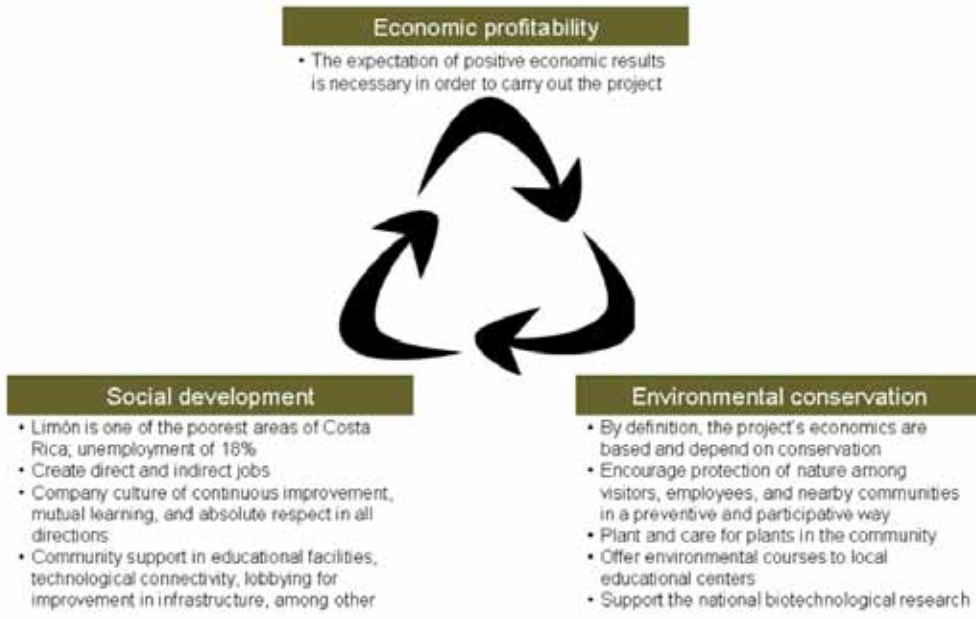 Economic profitability
• The expectation of positive economic results
is necessary in order to carry out the project
Social development
• Limón is one of the poorest areas of Costa
Rica; unemployment of 18%
• Create direct and indirect jobs
• Company culture of continuous improvement,
mutual learning, and absolute respect in all
directions
• Community support in educational facilities,
technological connectivity, lobbying for
improvement in infrastructure, among other
Environmental conservation
• By definition, the project's economics are
based and depend on conservation
• Encourage protection of nature among
visitors, employees, and nearby communities
in a preventive and participative way
• Plant and care for plants in the community
• Offer environmental courses to local
educational centers
• Support the national biotechnological research